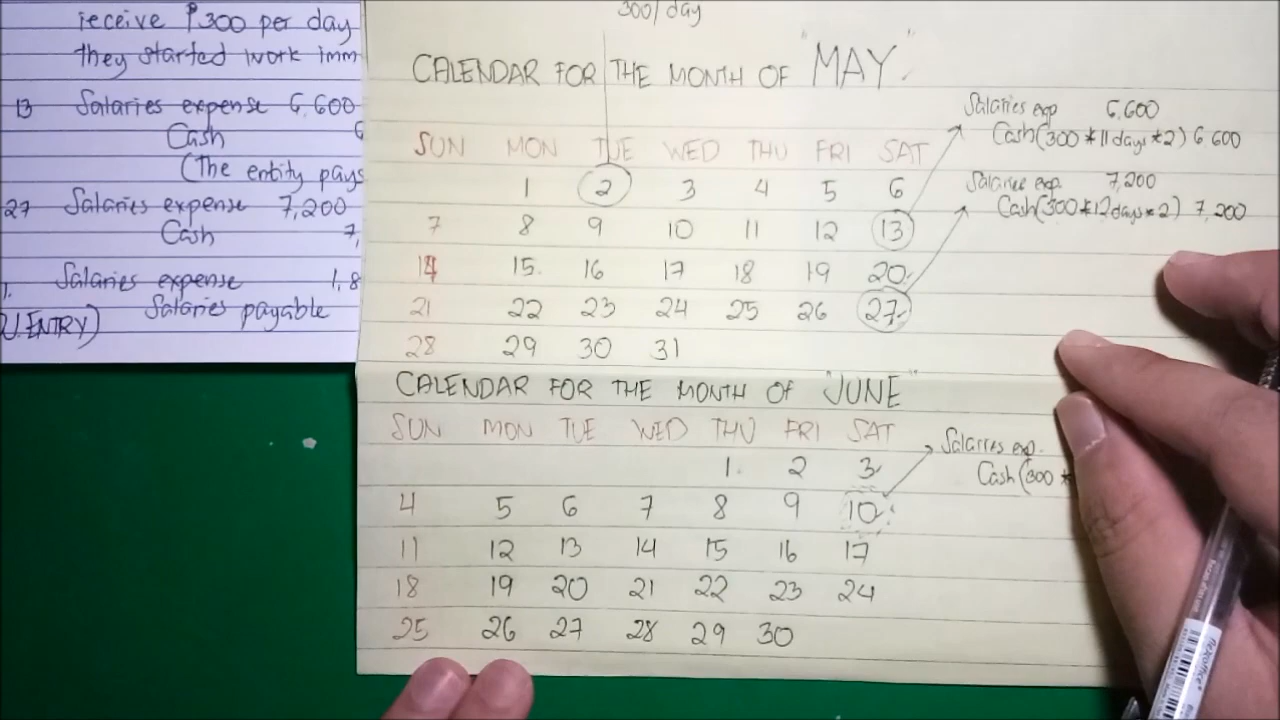 receive ₱300 per day
they started work imm
13 Salaries expense 6,600
Cash 6
(The entity pays
27 Salaries expense 7,200
Cash 7,
1. Salaries expense 1,8
Salaries payable
ENTRY)
300/day
CALENDAR FOR THE MONTH OF "MAY"
SUN MON TUE WED THU FRI SAT
1 2 3 4 5 6
7 8 9 10 11 12 13
14 15 16 17 18 19 20
21 22 23 24 25 26 27
28 29 30 31
Salaries exp 6,600
Cash (300 * 11 days * 2) 6,600
Salaries exp. 7,200
Cash (300 * 12 days * 2) 7,200
CALENDAR FOR THE MONTH OF "JUNE"
SUN MON TUE WED THU FRI SAT
1 2 3
4 5 6 7 8 9 10
11 12 13 14 15 16 17
18 19 20 21 22 23 24
25 26 27 28 29 30
Salaries exp.
Cash (300 *